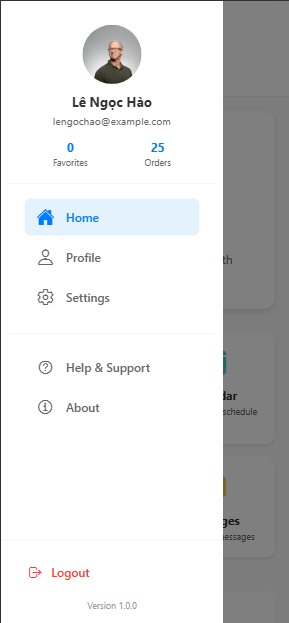 Lê Ngọc Hào
lengochao@example.com
0
25
Favorites
Orders
Home
Profile
Settings
Help & Support
About
Logout
Version 1.0.0
schedule